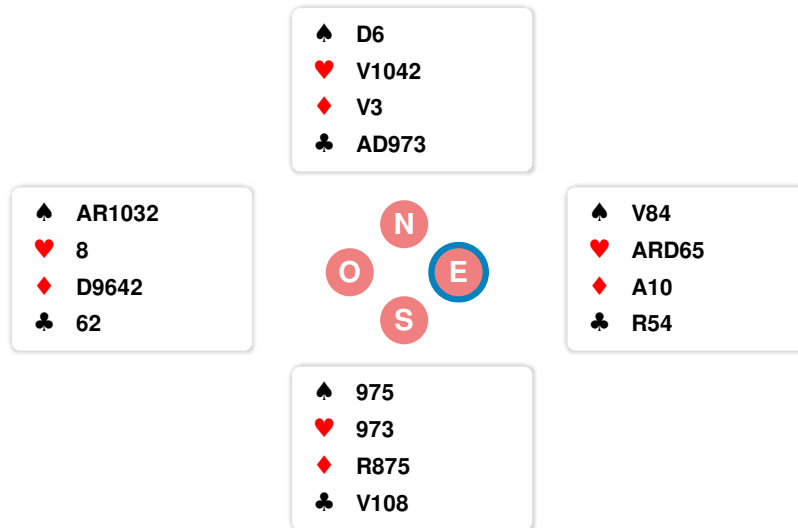 ♠ D6
♥ V1042
♦ V3
♣ AD973
♠ AR1032
♥ 8
♦ D9642
♣ 62
N
O
E
S
♠ V84
♥ ARD65
♦ A10
♣ R54
♠ 975
♥ 973
♦ R875
♣ V108